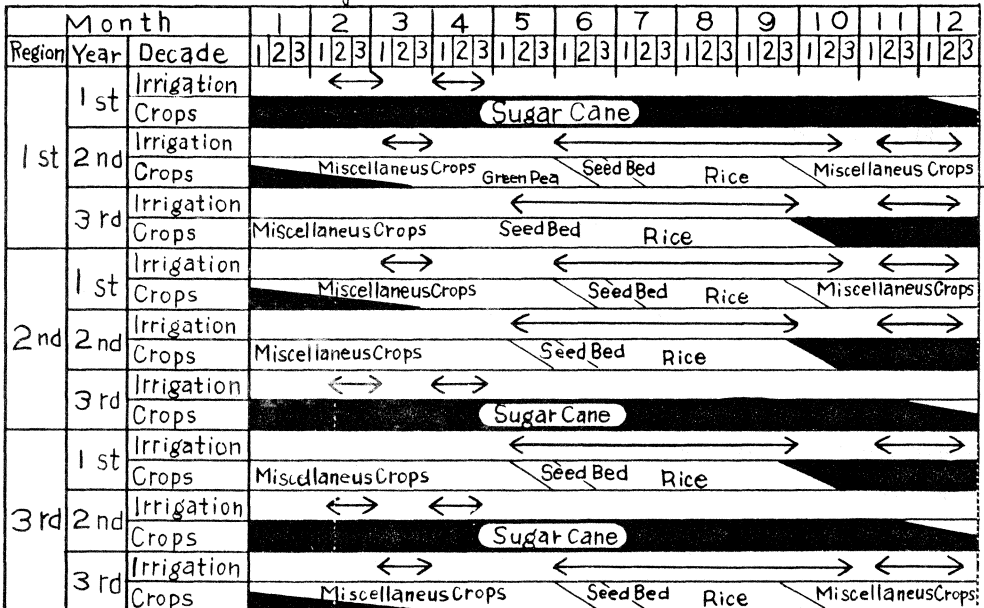 Month 1 2 3 4 5 6 7 8 9 10 11 12
Region Year Decade 1 2 3 1 2 3 1 2 3 1 2 3 1 2 3 1 2 3 1 2 3 1 2 3 1 2 3 1 2 3 1 2 3 1 2 3
1st 1st Irrigation
Crops Sugar Cane
2nd Irrigation
Crops Miscellaneus Crops Green Pea Seed Bed Rice Miscellaneus Crops
3rd Irrigation
Crops Miscellaneus Crops Seed Bed Rice
2nd 1st Irrigation
Crops Miscellaneus Crops Seed Bed Rice Miscellaneus Crops
2nd Irrigation
Crops Miscellaneus Crops Seed Bed Rice
3rd Irrigation
Crops Sugar Cane
3rd 1st Irrigation
Crops Miscellaneus Crops Seed Bed Rice
2nd Irrigation
Crops Sugar Cane
3rd Irrigation
Crops Miscellaneus Crops Seed Bed Rice Miscellaneus Crops